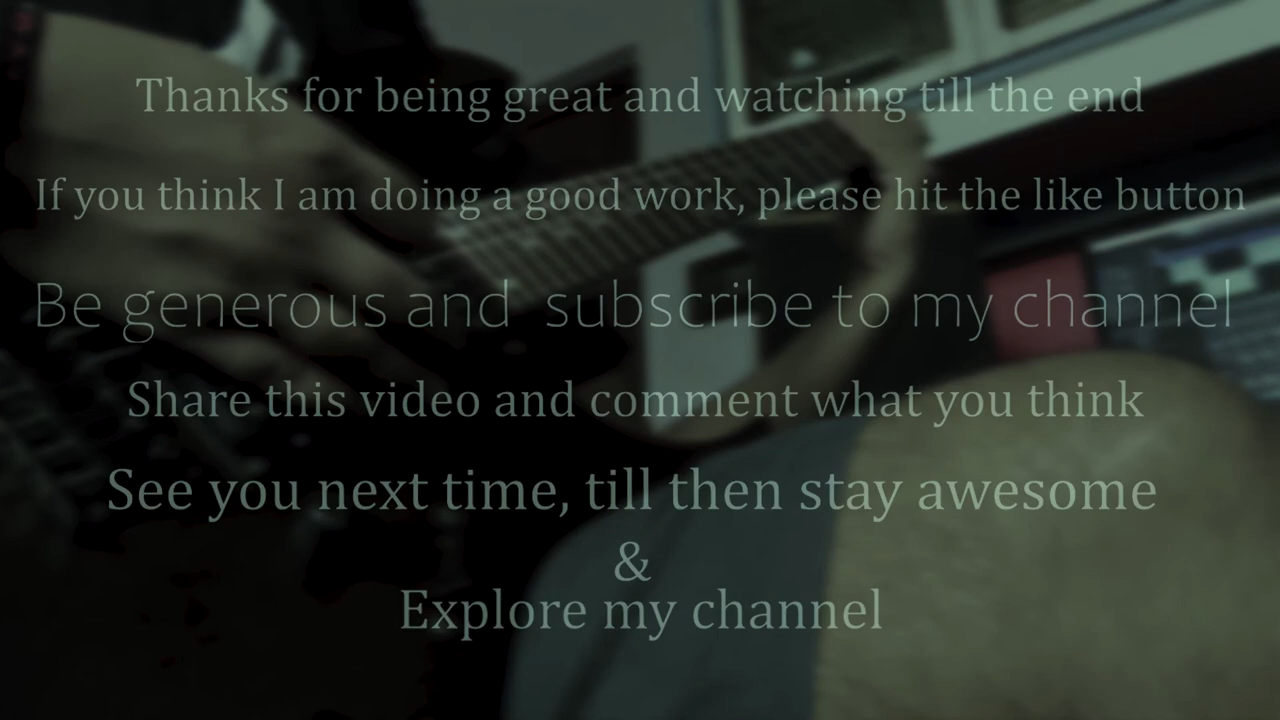 Thanks for being great and watching till the end
If you think I am doing a good work, please hit the like button
Be generous and subscribe to my channel
Share this video and comment what you think
See you next time, till then stay awesome
&
Explore my channel